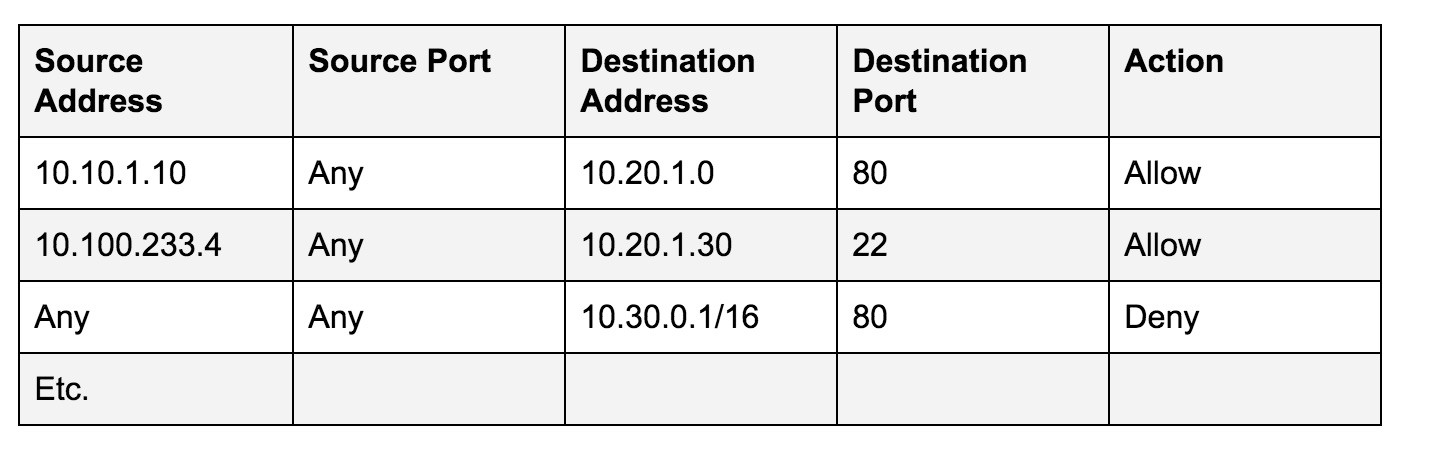 Source Address Source Port Destination Address Destination Port Action
10.10.1.10 Any 10.20.1.0 80 Allow
10.100.233.4 Any 10.20.1.30 22 Allow
Any Any 10.30.0.1/16 80 Deny
Etc.